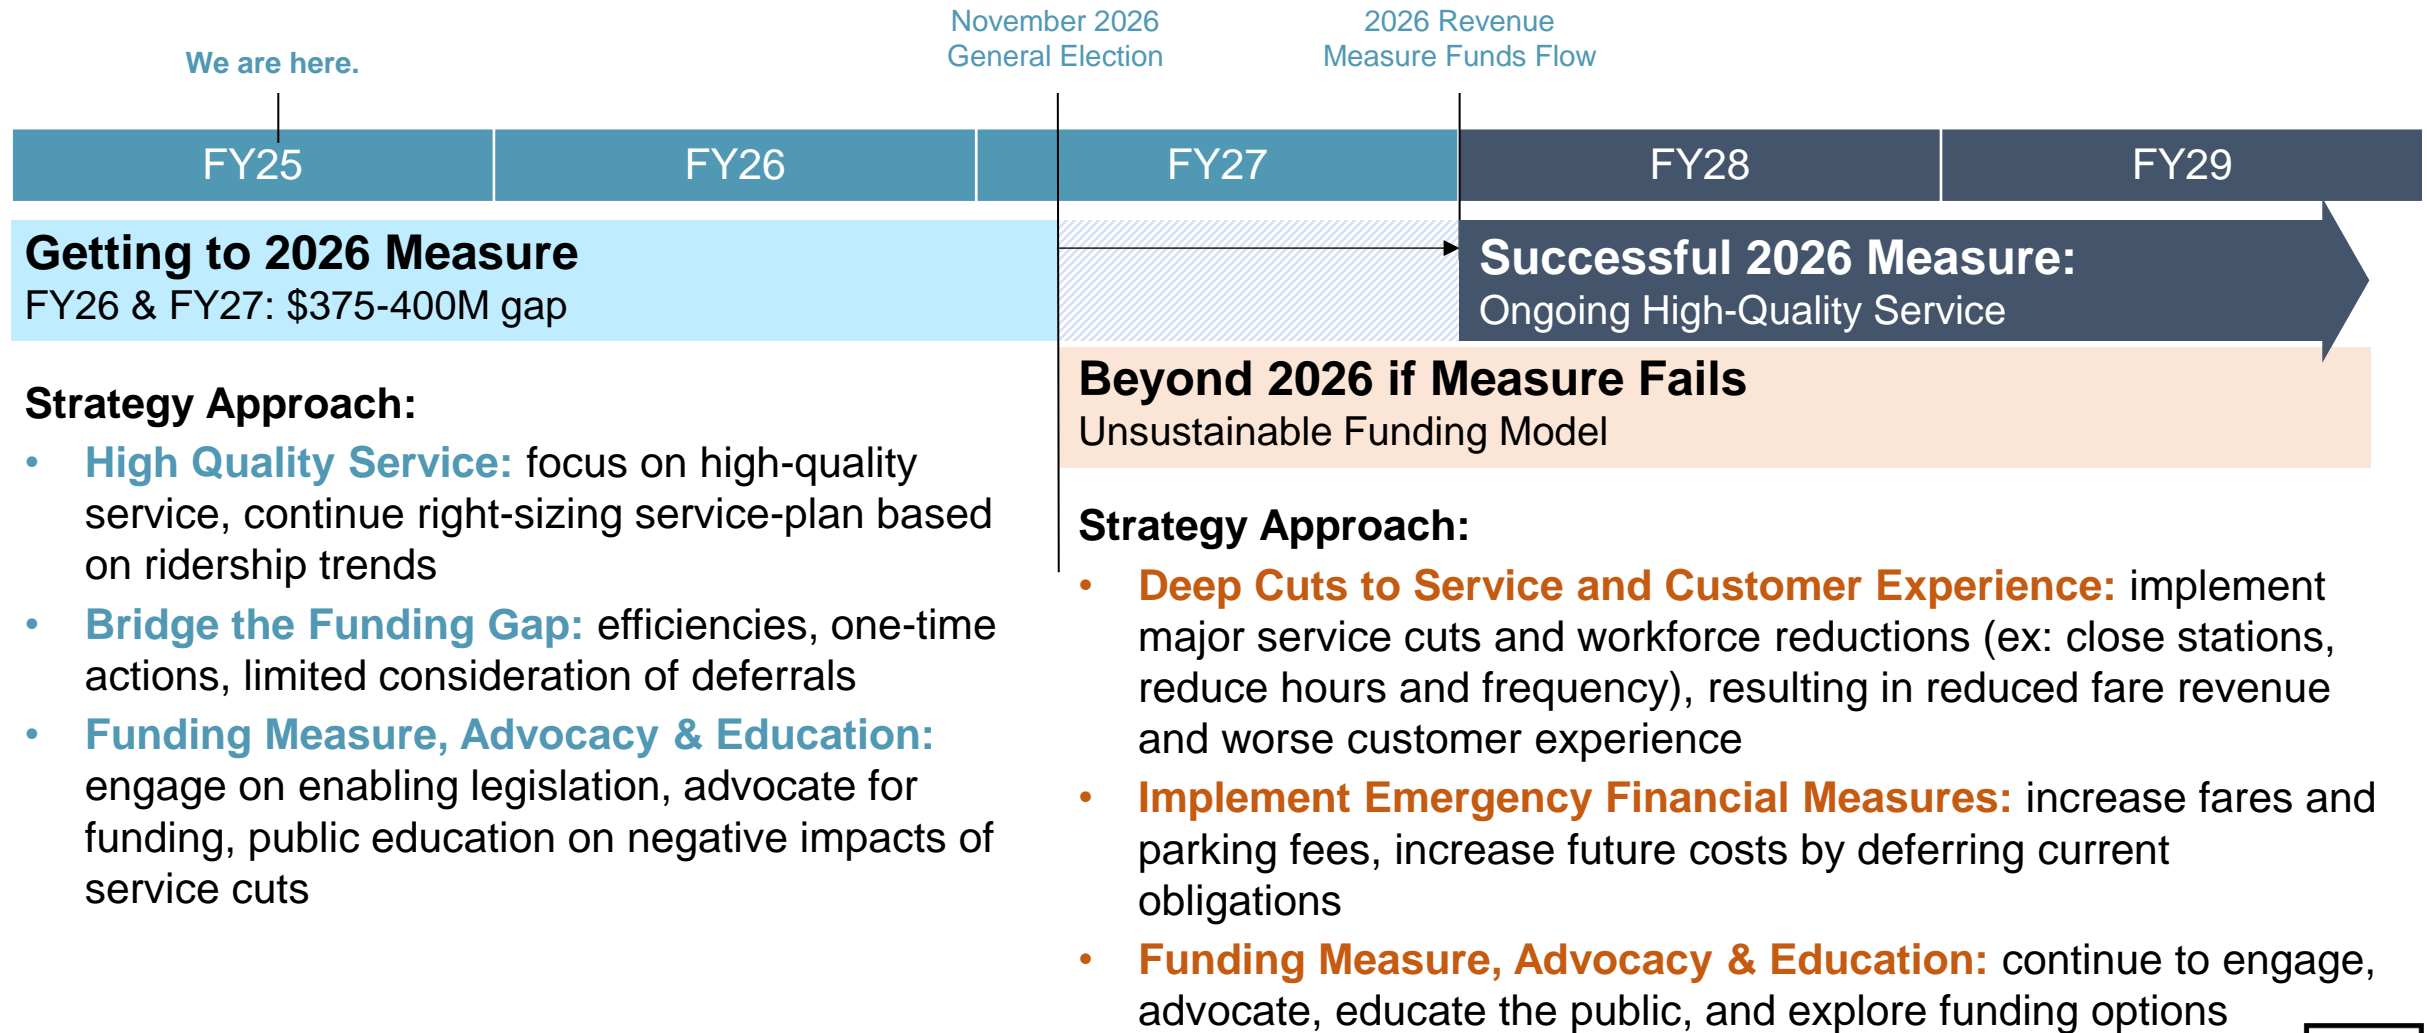 We are here.
November 2026
General Election
2026 Revenue
Measure Funds Flow
FY25
FY26
FY27
FY28
FY29
Getting to 2026 Measure
FY26 & FY27: $375-400M gap
Successful 2026 Measure:
Ongoing High-Quality Service
Beyond 2026 if Measure Fails
Unsustainable Funding Model
Strategy Approach:
• High Quality Service: focus on high-quality
service, continue right-sizing service-plan based
on ridership trends
• Bridge the Funding Gap: efficiencies, one-time
actions, limited consideration of deferrals
• Funding Measure, Advocacy & Education:
engage on enabling legislation, advocate for
funding, public education on negative impacts of
service cuts
Strategy Approach:
• Deep Cuts to Service and Customer Experience: implement
major service cuts and workforce reductions (ex: close stations,
reduce hours and frequency), resulting in reduced fare revenue
and worse customer experience
• Implement Emergency Financial Measures: increase fares and
parking fees, increase future costs by deferring current
obligations
• Funding Measure, Advocacy & Education: continue to engage,
advocate, educate the public, and explore funding options